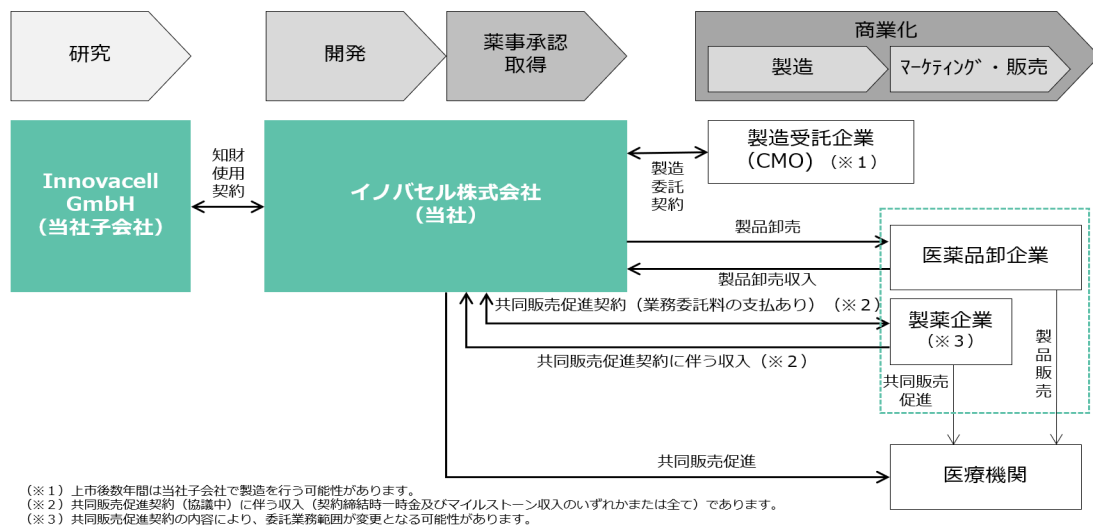 研究
開発
薬事承認
取得
商業化
製造
ﾏｰｹﾃｨﾝｸﾞ・販売
Innovacell
GmbH
（当社子会社）
知財
使用
契約
イノバセル株式会社
（当社）
製造
委託
契約
製造受託企業
（CMO）（※１）
製品卸売
製品卸売収入
医薬品卸企業
共同販売促進契約（業務委託料の支払あり）（※２）
共同販売促進契約に伴う収入（※２）
製薬企業
（※３）
共同販売
促進
製
品
販
売
共同販売促進
医療機関
（※１）上市後数年間は当社子会社で製造を行う可能性があります。
（※２）共同販売促進契約（協議中）に伴う収入（契約締結時一時金及びマイルストーン収入のいずれかまたは全て）であります。
（※３）共同販売促進契約の内容により、委託業務範囲が変更となる可能性があります。